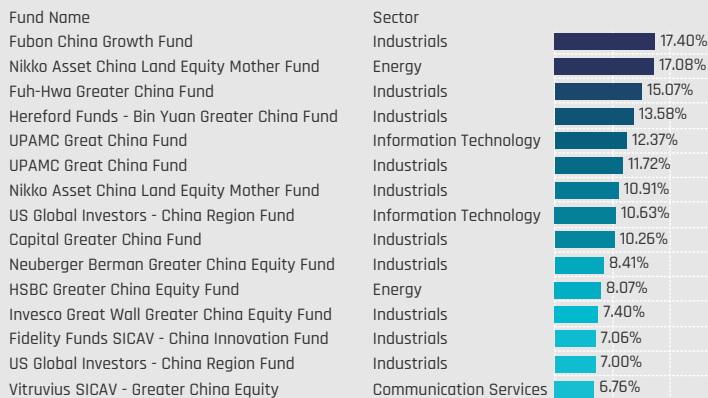 Fund Name Sector
Fubon China Growth Fund Industrials 17.40%
Nikko Asset China Land Equity Mother Fund Energy 17.08%
Fuh-Hwa Greater China Fund Industrials 15.07%
Hereford Funds - Bin Yuan Greater China Fund Industrials 13.58%
UPAMC Great China Fund Information Technology 12.37%
UPAMC Great China Fund Industrials 11.72%
Nikko Asset China Land Equity Mother Fund Industrials 10.91%
US Global Investors - China Region Fund Information Technology 10.63%
Capital Greater China Fund Industrials 10.26%
Neuberger Berman Greater China Equity Fund Industrials 8.41%
HSBC Greater China Equity Fund Energy 8.07%
Invesco Great Wall Greater China Equity Fund Industrials 7.40%
Fidelity Funds SICAV - China Innovation Fund Industrials 7.06%
US Global Investors - China Region Fund Industrials 7.00%
Vitruvius SICAV - Greater China Equity Communication Services 6.76%